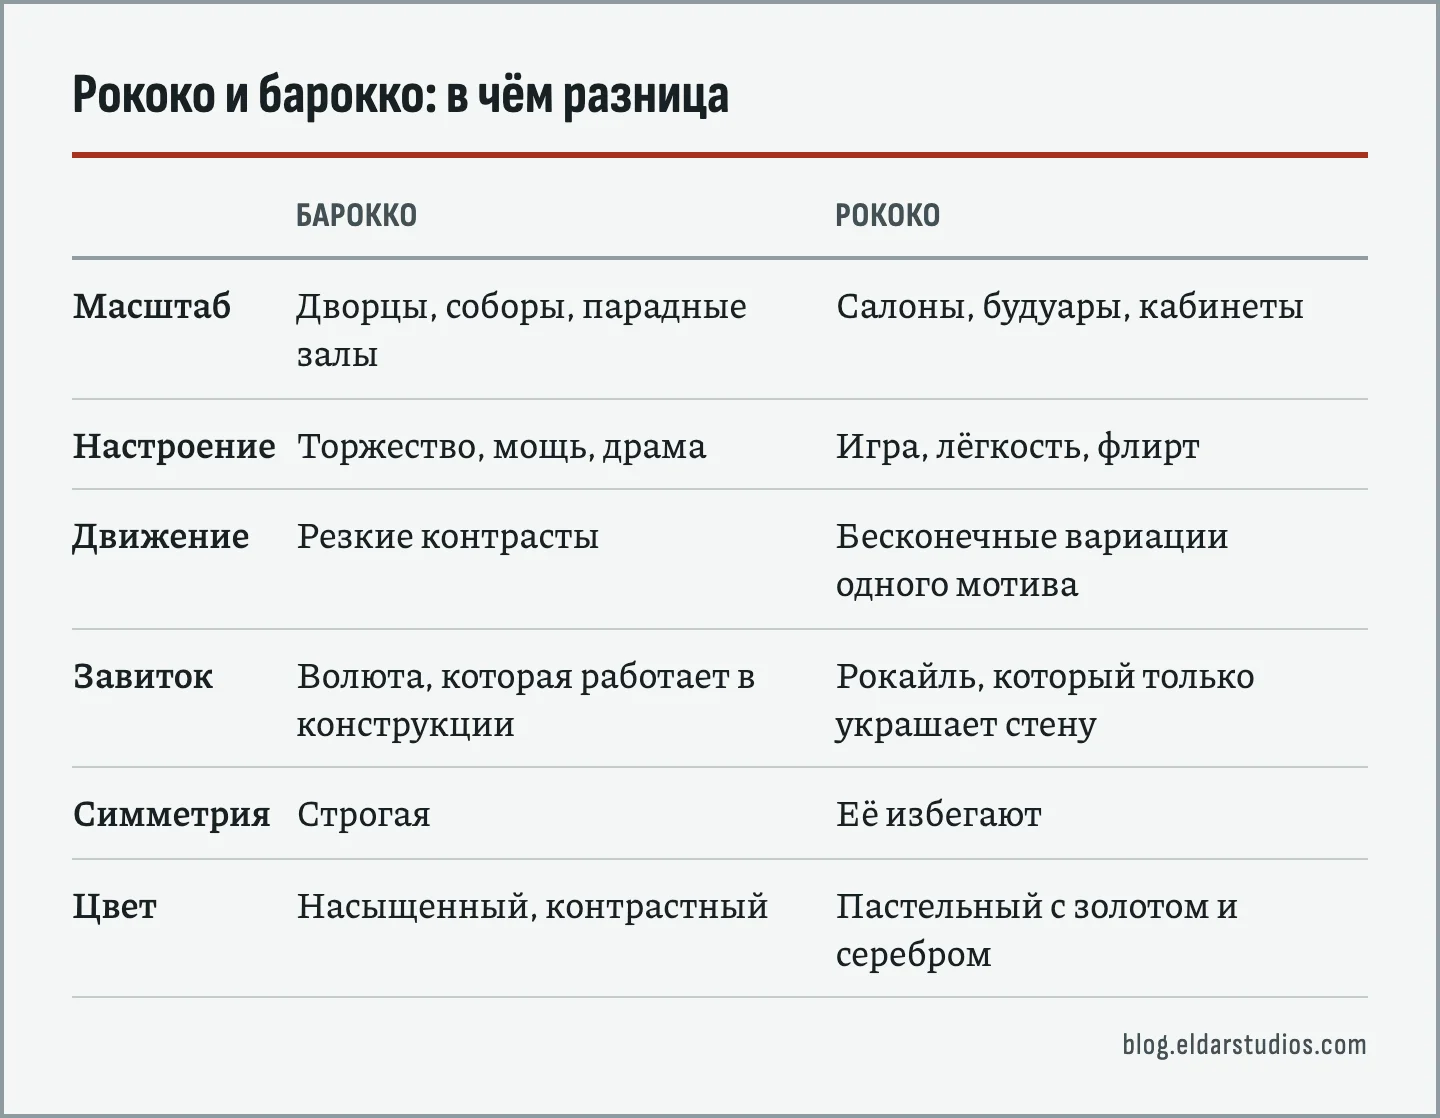 Рококо и барокко: в чём разница
БАРОККО РОКОКО
Масштаб Дворцы, соборы, парадные Салоны, будуары, кабинеты
залы
Настроение Торжество, мощь, драма Игра, лёгкость, флирт
Движение Резкие контрасты Бесконечные вариации
одного мотива
Завиток Волюта, которая работает в Рокайль, который только
конструкции украшает стену
Симметрия Строгая Её избегают
Цвет Насыщенный, контрастный Пастельный с золотом и
серебром
blog.eldarstudios.com